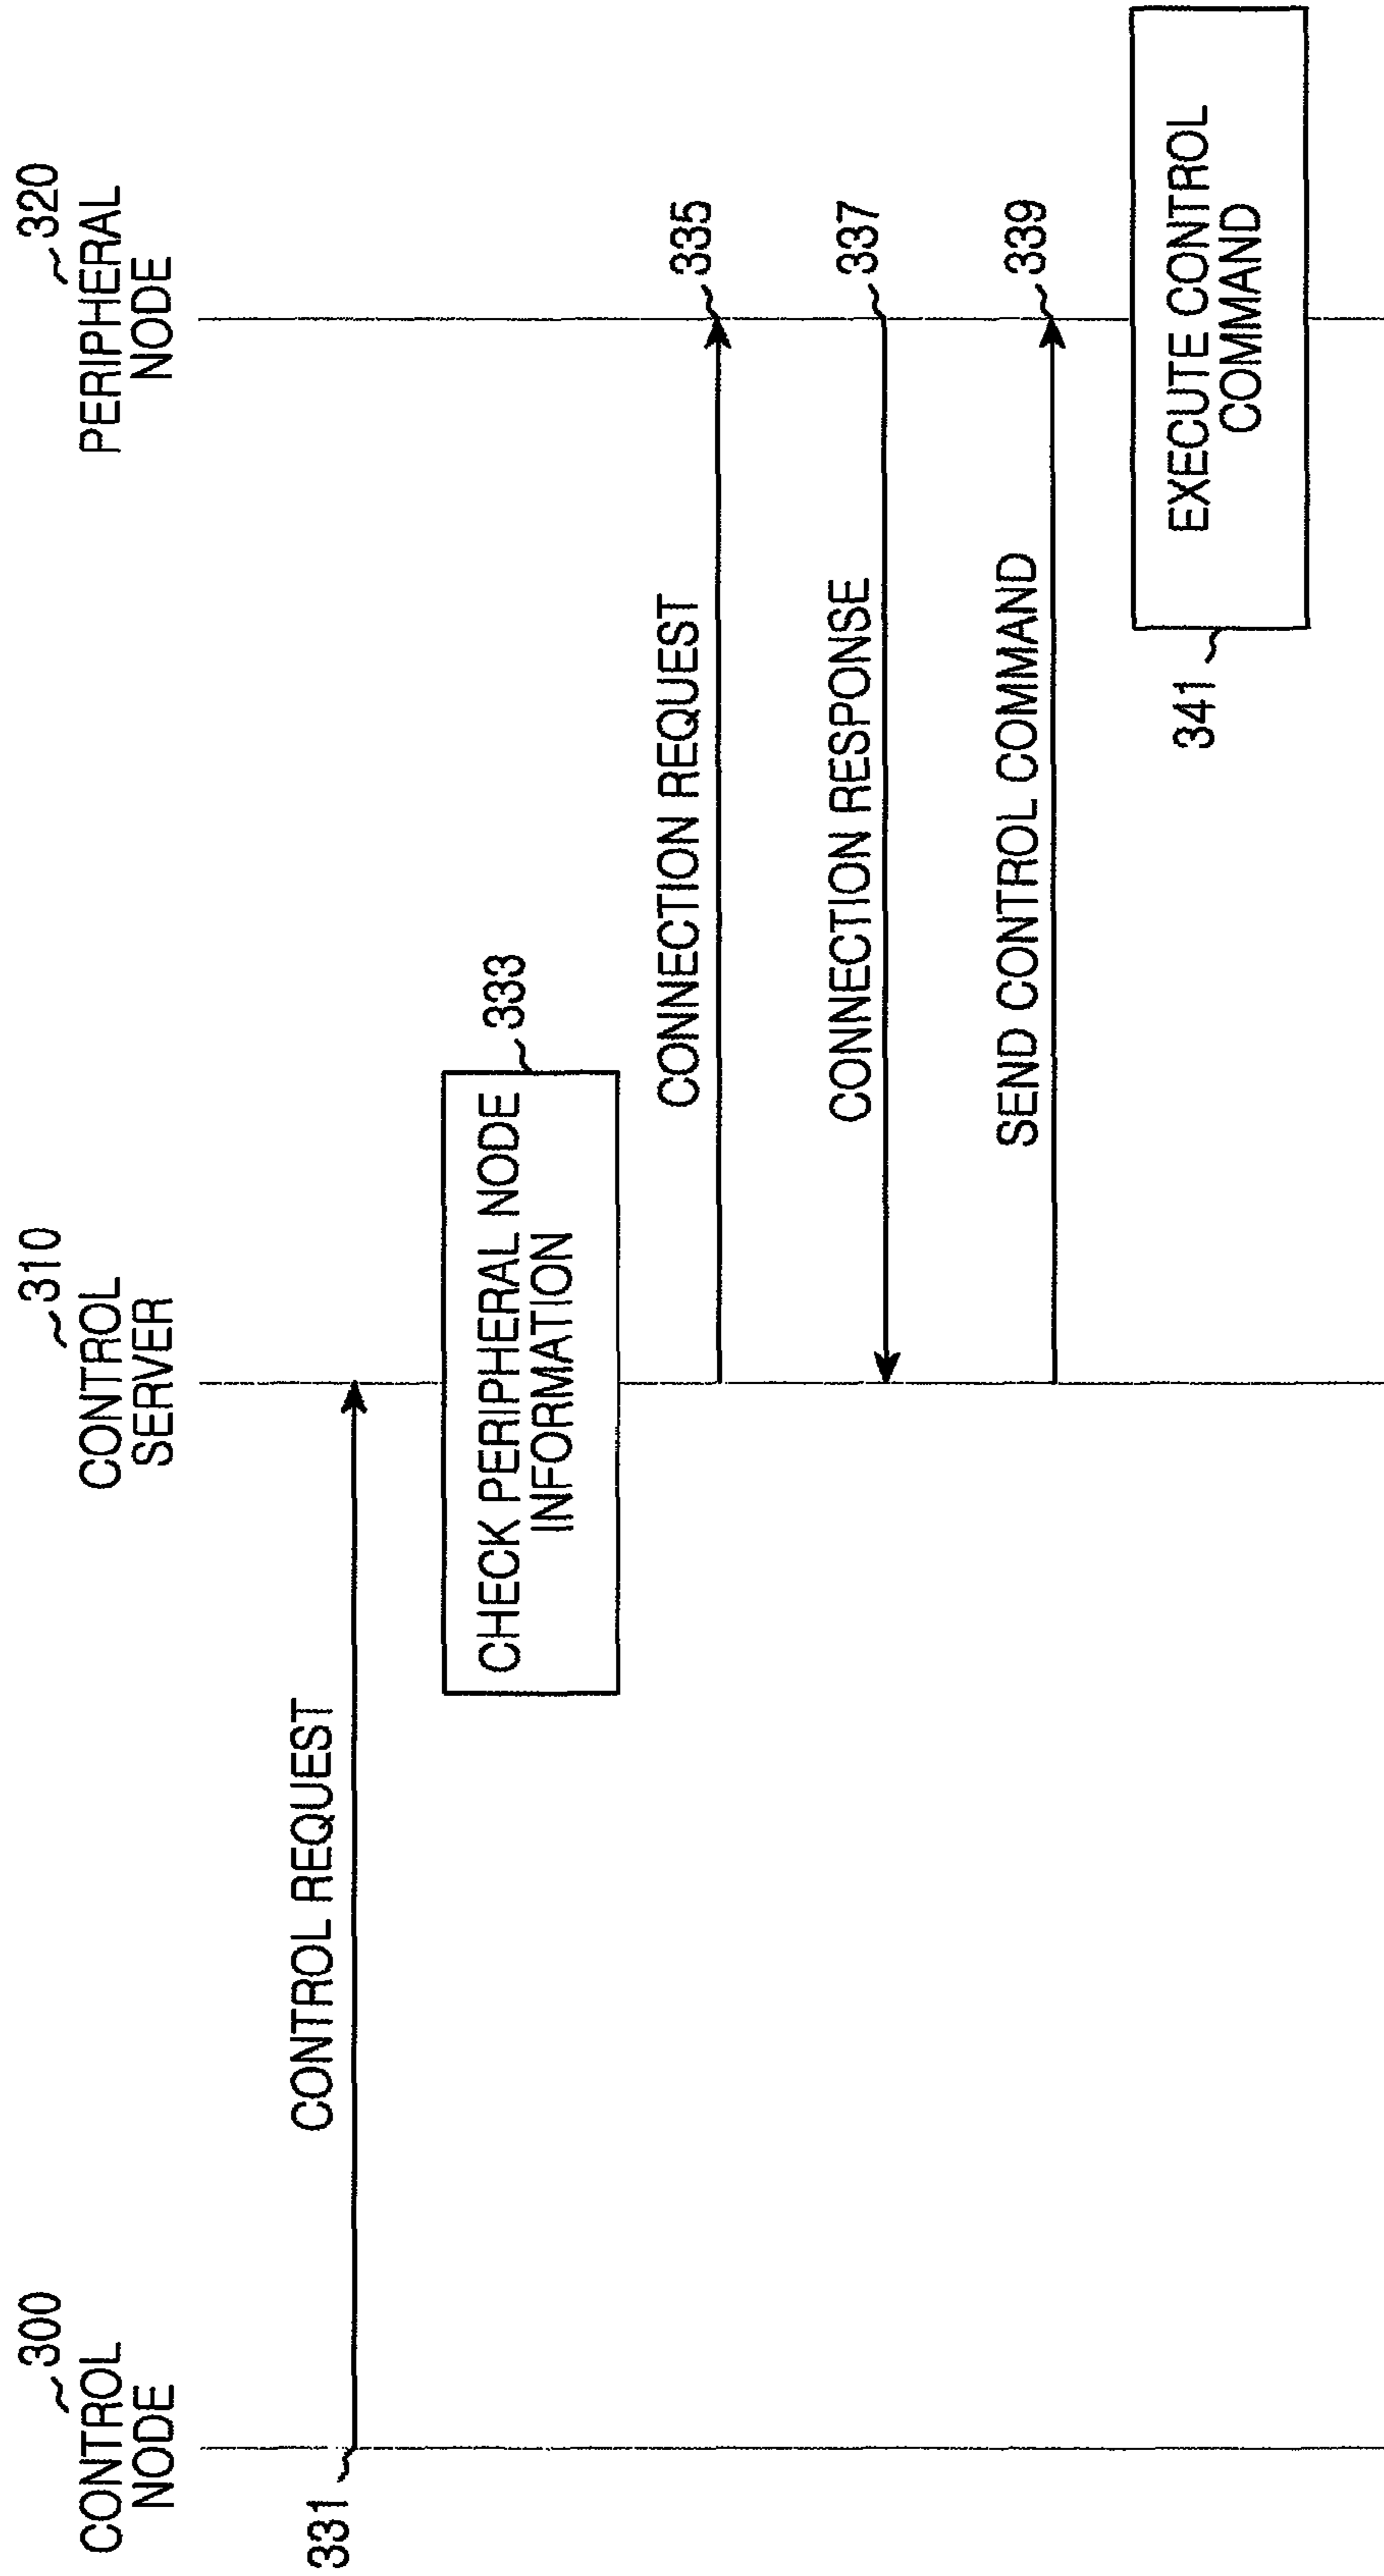 300
CONTROL
NODE
310
CONTROL
SERVER
320
PERIPHERAL
NODE
331
CONTROL REQUEST
CHECK PERIPHERAL NODE
INFORMATION
333
CONNECTION REQUEST
335
CONNECTION RESPONSE
337
SEND CONTROL COMMAND
339
341
EXECUTE CONTROL
COMMAND